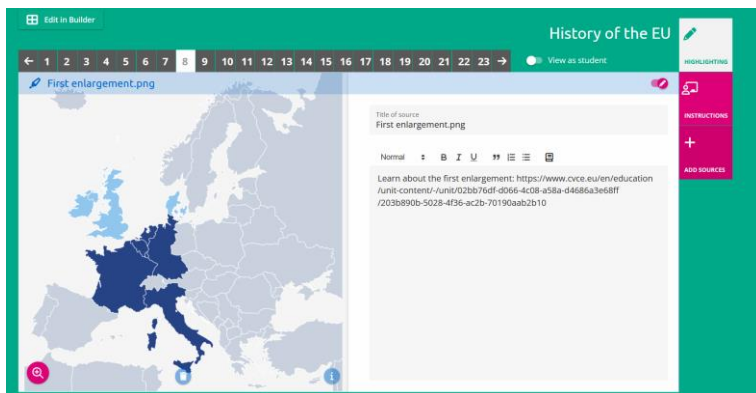 Edit in Builder
History of the EU
← 1 2 3 4 5 6 7 8 9 10 11 12 13 14 15 16 17 18 19 20 21 22 23 →
View as student
HIGHLIGHTING
First enlargement.png
INSTRUCTIONS
Title of source
First enlargement.png
ADD SOURCES
Normal B I U
Learn about the first enlargement: https://www.cvce.eu/en/education
/unit-content/-/unit/02bb76df-d066-4c08-a58a-d4686a3e68ff
/203b890b-5028-4f36-ac2b-70190aab2b10